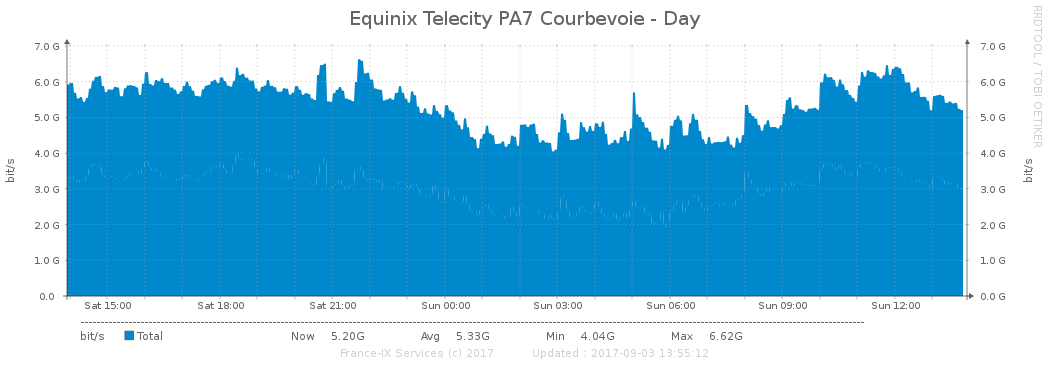 Equinix Telecity PA7 Courbevoie - Day
RRDTOOL / TOBI OETIKER
7.0 G 7.0 G
6.0 G 6.0 G
5.0 G 5.0 G
4.0 G 4.0 G
bit/s bit/s
3.0 G 3.0 G
2.0 G 2.0 G
1.0 G 1.0 G
0.0 0.0 G
Sat 15:00 Sat 18:00 Sat 21:00 Sun 00:00 Sun 03:00 Sun 06:00 Sun 09:00 Sun 12:00
bit/s Total Now 5.20G Avg 5.33G Min 4.04G Max 6.62G
France-IX Services (c) 2017 Updated : 2017-09-03 13:55:12